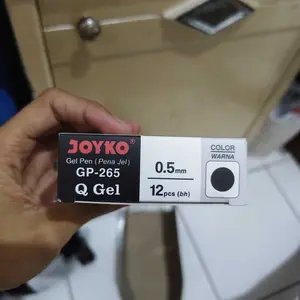 JOYKO
Gel Pen (Pena Jel)
GP-265
Q Gel
0.5mm
12pcs (bh)
COLOR
WARNA